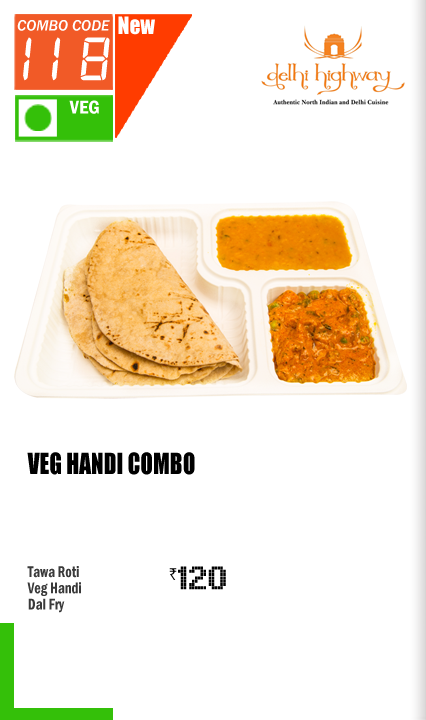 COMBO CODE
New
118
VEG
delhi highway
Authentic North Indian and Delhi Cuisine
VEG HANDI COMBO
Tawa Roti
₹120
Veg Handi
Dal Fry